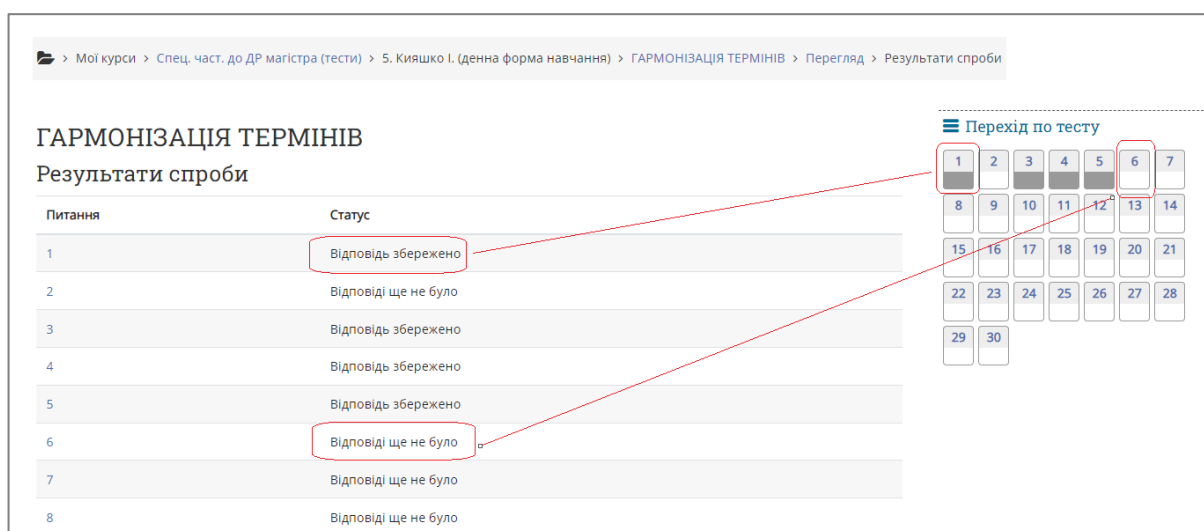 > Мої курси > Спец. част. до ДР магістра (тести) > 5. Кияшко І. (денна форма навчання) > ГАРМОНІЗАЦІЯ ТЕРМІНІВ > Перегляд > Результати спроби
ГАРМОНІЗАЦІЯ ТЕРМІНІВ
Результати спроби
Питання Статус
1 Відповідь збережено
2 Відповіді ще не було
3 Відповідь збережено
4 Відповідь збережено
5 Відповідь збережено
6 Відповіді ще не було
7 Відповіді ще не було
8 Відповіді ще не було
Перехід по тесту
1 2 3 4 5 6 7
8 9 10 11 12 13 14
15 16 17 18 19 20 21
22 23 24 25 26 27 28
29 30